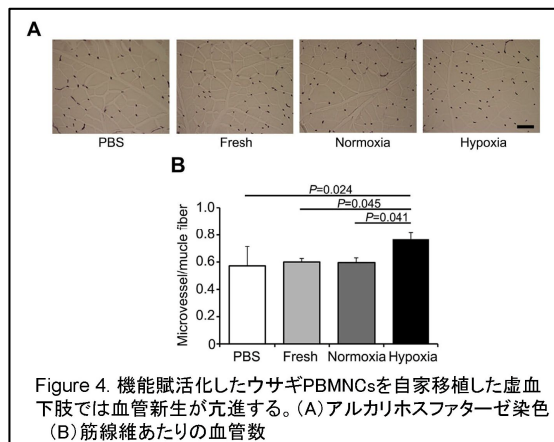 A
PBS Fresh Normoxia Hypoxia
B
P=0.024
P=0.045
P=0.041
Microvessel/mucle fiber
1.0
0.8
0.6
0.4
0.2
0
PBS Fresh Normoxia Hypoxia
Figure 4. 機能賦活化したウサギPBMNCsを自家移植した虚血
下肢では血管新生が亢進する。(A)アルカリホスファターゼ染色
(B)筋線維あたりの血管数